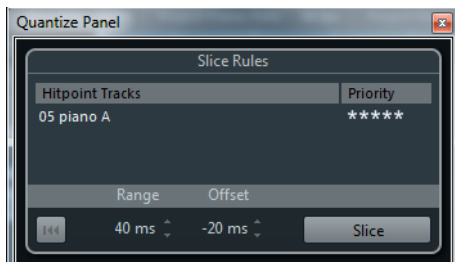 Quantize Panel
Slice Rules
Hitpoint Tracks Priority
05 piano A *****
Range Offset
40 ms -20 ms Slice